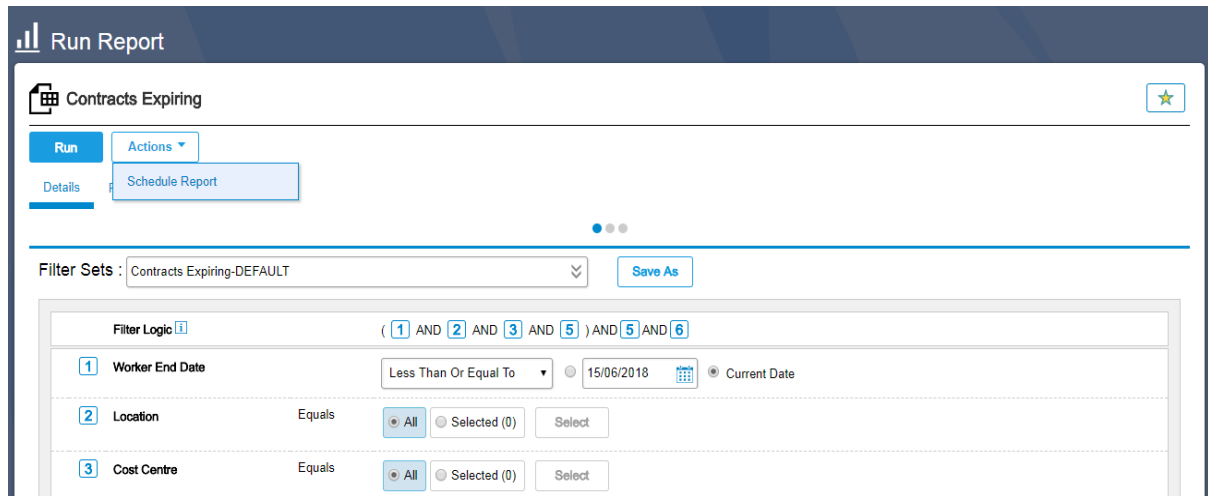 Run Report
Contracts Expiring
Run Actions
Schedule Report
Details
Filter Sets : Contracts Expiring-DEFAULT Save As
Filter Logic i ( 1 AND 2 AND 3 AND 5 ) AND 5 AND 6
1 Worker End Date Less Than Or Equal To 15/06/2018 Current Date
2 Location Equals All Selected (0) Select
3 Cost Centre Equals All Selected (0) Select